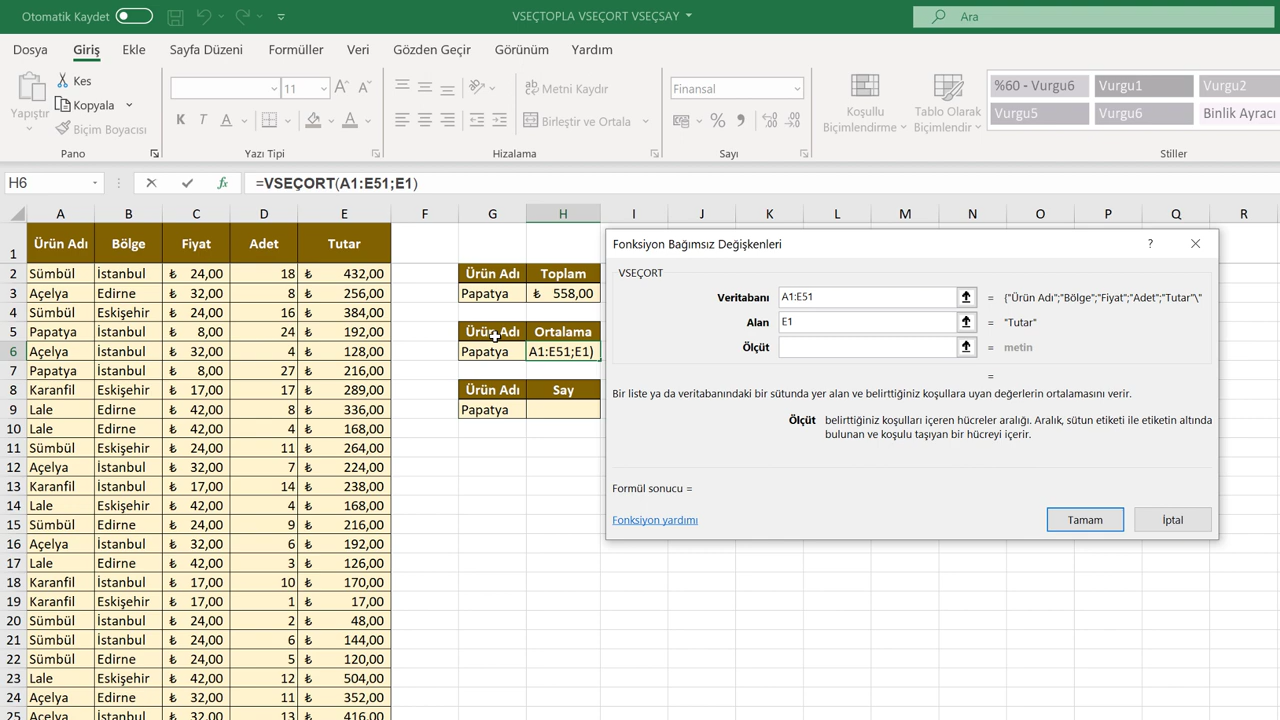 Otomatik Kaydet
VSEÇTOPLA VSEÇORT VSEÇSAY
Ara
Dosya Giriş Ekle Sayfa Düzeni Formüller Veri Gözden Geçir Görünüm Yardım
Yapıştır
Kes
Kopyala
Biçim Boyacısı
Pano
11
K T A
Yazı Tipi
Metni Kaydır
Birleştir ve Ortala
Hizalama
Finansal
%
Sayı
Koşullu
Biçimlendirme
Tablo Olarak
Biçimlendir
%60 - Vurgu6 Vurgu1 Vurgu2
Vurgu5 Vurgu6 Binlik Ayracı
Stiller
H6 fx =VSEÇORT(A1:E51;E1)
A B C D E F G H I J K L M N O P Q R
1 Ürün Adı Bölge Fiyat Adet Tutar
2 Sümbül İstanbul ₺ 24,00 18 ₺ 432,00 Ürün Adı Toplam
3 Açelya Edirne ₺ 32,00 8 ₺ 256,00 Papatya ₺ 558,00
4 Sümbül Eskişehir ₺ 24,00 16 ₺ 384,00
5 Papatya İstanbul ₺ 8,00 24 ₺ 192,00 Ürün Adı Ortalama
6 Açelya Edirne ₺ 32,00 4 ₺ 128,00 Papatya A1:E51;E1)
7 Papatya İstanbul ₺ 8,00 27 ₺ 216,00
8 Karanfil Eskişehir ₺ 17,00 17 ₺ 289,00 Ürün Adı Say
9 Lale Edirne ₺ 42,00 8 ₺ 336,00 Papatya
10 Lale Edirne ₺ 42,00 4 ₺ 168,00
11 Sümbül Eskişehir ₺ 24,00 11 ₺ 264,00
12 Açelya İstanbul ₺ 32,00 7 ₺ 224,00
13 Karanfil İstanbul ₺ 17,00 14 ₺ 238,00
14 Lale Eskişehir ₺ 42,00 4 ₺ 168,00
15 Sümbül Edirne ₺ 24,00 9 ₺ 216,00
16 Açelya İstanbul ₺ 32,00 6 ₺ 192,00
17 Lale Edirne ₺ 42,00 3 ₺ 126,00
18 Karanfil İstanbul ₺ 17,00 10 ₺ 170,00
19 Karanfil Eskişehir ₺ 17,00 1 ₺ 17,00
20 Sümbül İstanbul ₺ 24,00 2 ₺ 48,00
21 Sümbül İstanbul ₺ 24,00 6 ₺ 144,00
22 Sümbül Edirne ₺ 24,00 5 ₺ 120,00
23 Lale Eskişehir ₺ 42,00 12 ₺ 504,00
24 Açelya Edirne ₺ 32,00 11 ₺ 352,00
25 Açelya İstanbul ₺ 32,00 13 ₺ 416,00
Fonksiyon Bağımsız Değişkenleri ?
VSEÇORT
Veritabanı A1:E51 = {"Ürün Adı";"Bölge";"Fiyat";"Adet";"Tutar"\"
Alan E1 = "Tutar"
Ölçüt = metin
=
Bir liste ya da veritabanındaki bir sütunda yer alan ve belirttiğiniz koşullara uyan değerlerin ortalamasını verir.
Ölçüt belirttiğiniz koşulları içeren hücreler aralığı. Aralık, sütun etiketi ile etiketin altında
bulunan ve koşulu taşıyan bir hücreyi içerir.
Formül sonucu =
Fonksiyon yardımı
Tamam İptal